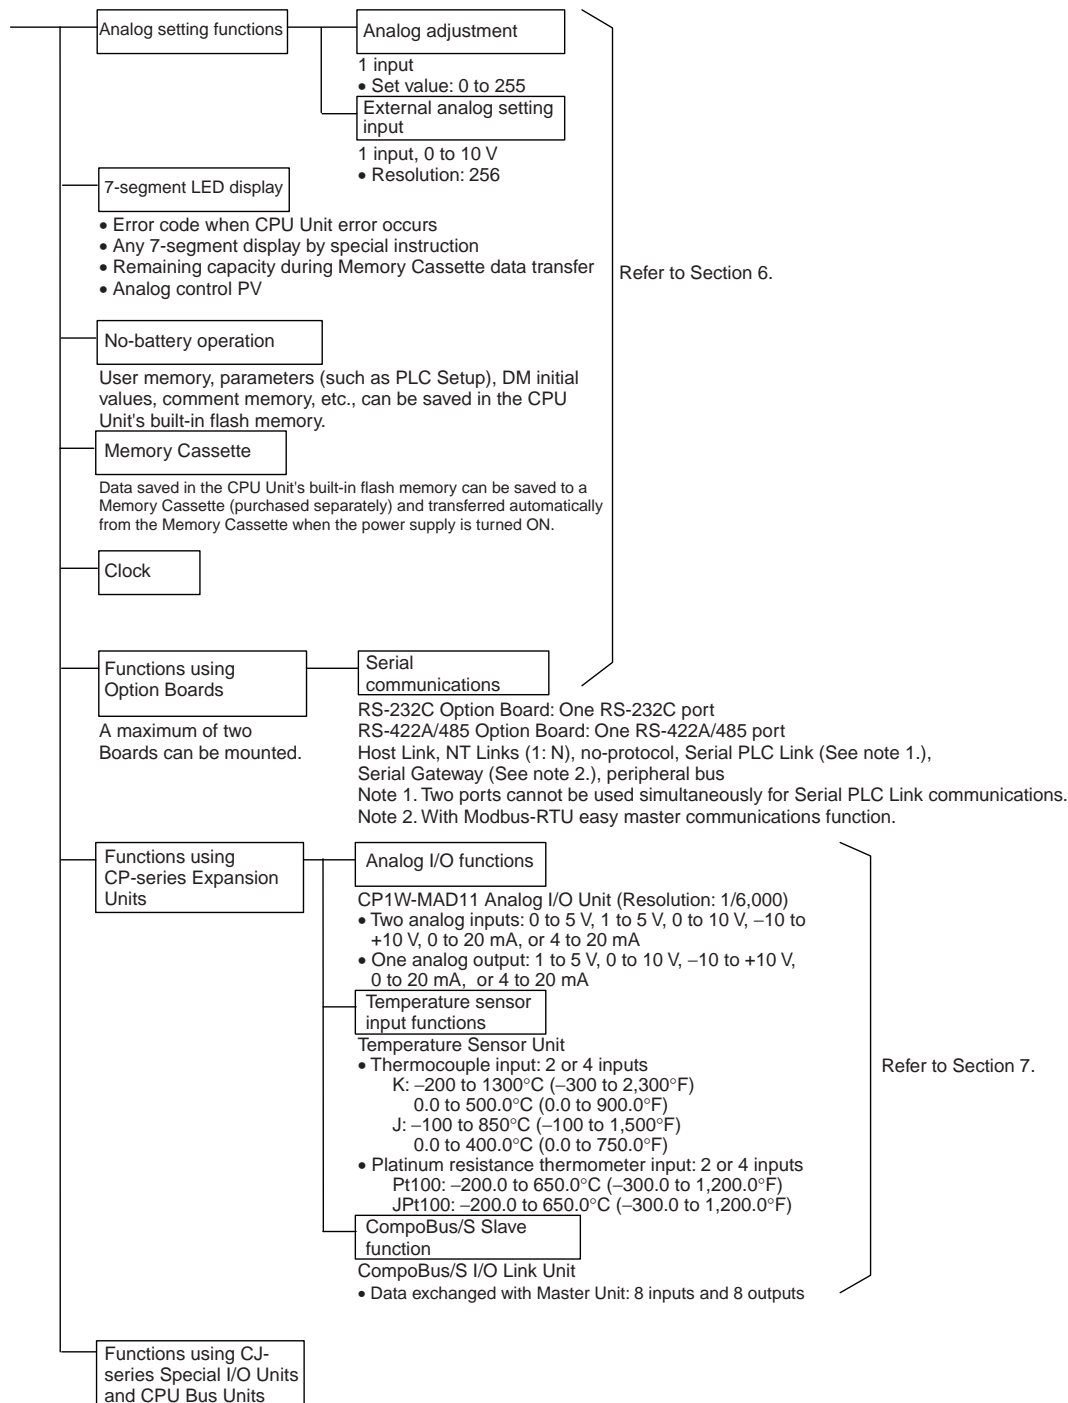 Analog setting functions
Analog adjustment
1 input
• Set value: 0 to 255
External analog setting
input
1 input, 0 to 10 V
• Resolution: 256
7-segment LED display
• Error code when CPU Unit error occurs
• Any 7-segment display by special instruction
• Remaining capacity during Memory Cassette data transfer
• Analog control PV
Refer to Section 6.
No-battery operation
User memory, parameters (such as PLC Setup), DM initial
values, comment memory, etc., can be saved in the CPU
Unit's built-in flash memory.
Memory Cassette
Data saved in the CPU Unit's built-in flash memory can be saved to a
Memory Cassette (purchased separately) and transferred automatically
from the Memory Cassette when the power supply is turned ON.
Clock
Functions using
Option Boards
A maximum of two
Boards can be mounted.
Serial
communications
RS-232C Option Board: One RS-232C port
RS-422A/485 Option Board: One RS-422A/485 port
Host Link, NT Links (1: N), no-protocol, Serial PLC Link (See note 1.),
Serial Gateway (See note 2.), peripheral bus
Note 1. Two ports cannot be used simultaneously for Serial PLC Link communications.
Note 2. With Modbus-RTU easy master communications function.
Functions using
CP-series Expansion
Units
Analog I/O functions
CP1W-MAD11 Analog I/O Unit (Resolution: 1/6,000)
• Two analog inputs: 0 to 5 V, 1 to 5 V, 0 to 10 V, −10 to
+10 V, 0 to 20 mA, or 4 to 20 mA
• One analog output: 1 to 5 V, 0 to 10 V, −10 to +10 V,
0 to 20 mA, or 4 to 20 mA
Temperature sensor
input functions
Temperature Sensor Unit
• Thermocouple input: 2 or 4 inputs
K: −200 to 1300°C (−300 to 2,300°F)
0.0 to 500.0°C (0.0 to 900.0°F)
J: −100 to 850°C (−100 to 1,500°F)
0.0 to 400.0°C (0.0 to 750.0°F)
• Platinum resistance thermometer input: 2 or 4 inputs
Pt100: −200.0 to 650.0°C (−300.0 to 1,200.0°F)
JPt100: −200.0 to 650.0°C (−300.0 to 1,200.0°F)
Refer to Section 7.
CompoBus/S Slave
function
CompoBus/S I/O Link Unit
• Data exchanged with Master Unit: 8 inputs and 8 outputs
Functions using CJ-
series Special I/O Units
and CPU Bus Units